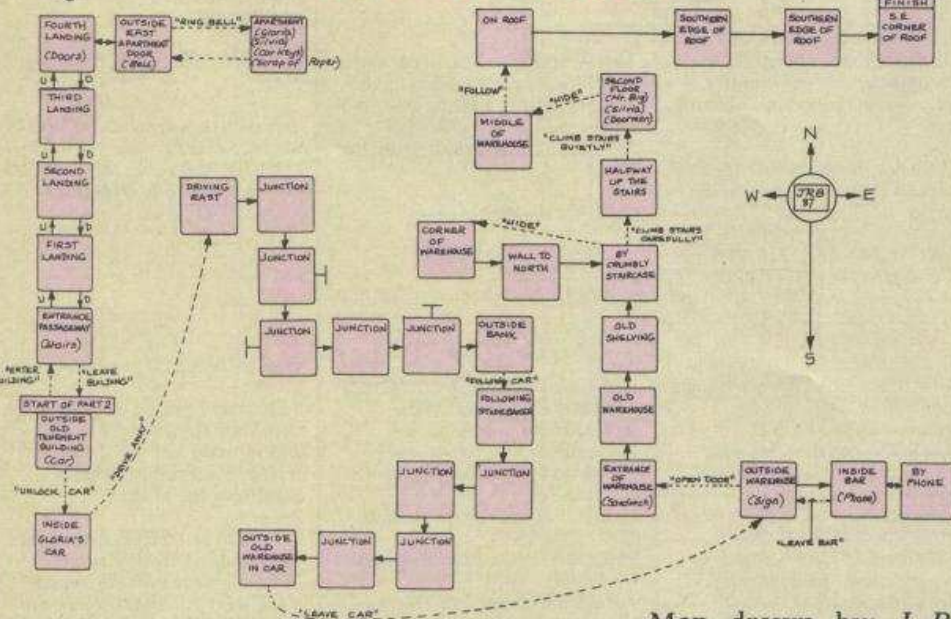 FOURTH
LANDING
(Doors)
OUTSIDE
EAST
APARTMENT
DOOR
(Bell)
"RING BELL"
APARTMENT
(Gloria)
(Silvia)
(Car Keys)
(Scrap of Paper)
U
D
THIRD
LANDING
U
D
SECOND
LANDING
U
D
FIRST
LANDING
U
D
ENTRANCE
PASSAGEWAY
(Stairs)
"ENTER
"LEAVE
BUILDING"
START OF PART 2
OUTSIDE
OLD
TENEMENT
BUILDING
(Car)
"UNLOCK CAR"
INSIDE
GLORIA'S
CAR
"DRIVE AWAY"
DRIVING
EAST
JUNCTION
JUNCTION
JUNCTION
JUNCTION
JUNCTION
OUTSIDE
BANK
"FOLLOW CAR"
FOLLOWING
STUDEBAKER
JUNCTION
JUNCTION
JUNCTION
JUNCTION
OUTSIDE
OLD
WAREHOUSE
IN CAR
"LEAVE CAR"
ON ROOF
SOUTHERN
EDGE OF
ROOF
SOUTHERN
EDGE OF
ROOF
FINISH
S.E.
CORNER
OF ROOF
"FOLLOW"
MIDDLE
OF
WAREHOUSE
"HIDE"
SECOND
FLOOR
(Mr. Big)
(Silvia)
(Doorman)
"CLIMB STAIRS
QUIETLY"
HALFWAY
UP THE
STAIRS
"CLIMB STAIRS
CAREFULLY"
CORNER
OF
WAREHOUSE
"HIDE"
WALL TO
NORTH
BY
CRUMBLY
STAIRCASE
OLD
SHELVING
OLD
WAREHOUSE
ENTRANCE
OF
WAREHOUSE
(Sandwich)
"OPEN DOOR"
OUTSIDE
WAREHOUSE
(Sign)
INSIDE
BAR
(Phone)
BY
PHONE
"LEAVE BAR"
N
W
JRB
87
E
S
Map drawn by